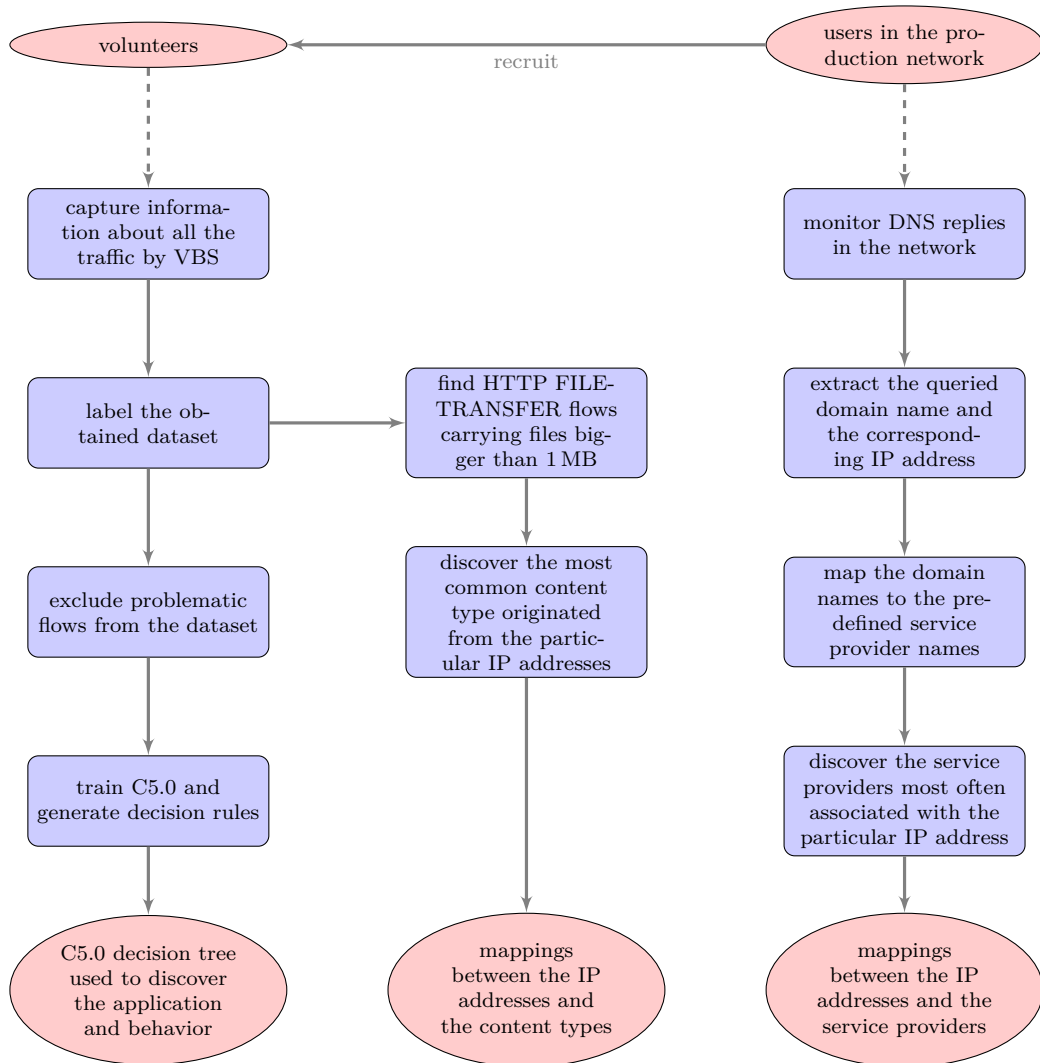 volunteers
recruit
users in the pro-
duction network
capture informa-
tion about all the
traffic by VBS
monitor DNS replies
in the network
label the ob-
tained dataset
find HTTP FILE-
TRANSFER flows
carrying files big-
ger than 1 MB
extract the queried
domain name and
the correspond-
ing IP address
exclude problematic
flows from the dataset
discover the most
common content
type originated
from the partic-
ular IP addresses
map the domain
names to the pre-
defined service
provider names
train C5.0 and
generate decision rules
discover the service
providers most often
associated with the
particular IP address
C5.0 decision tree
used to discover
the application
and behavior
mappings
between the IP
addresses and
the content types
mappings
between the IP
addresses and the
service providers